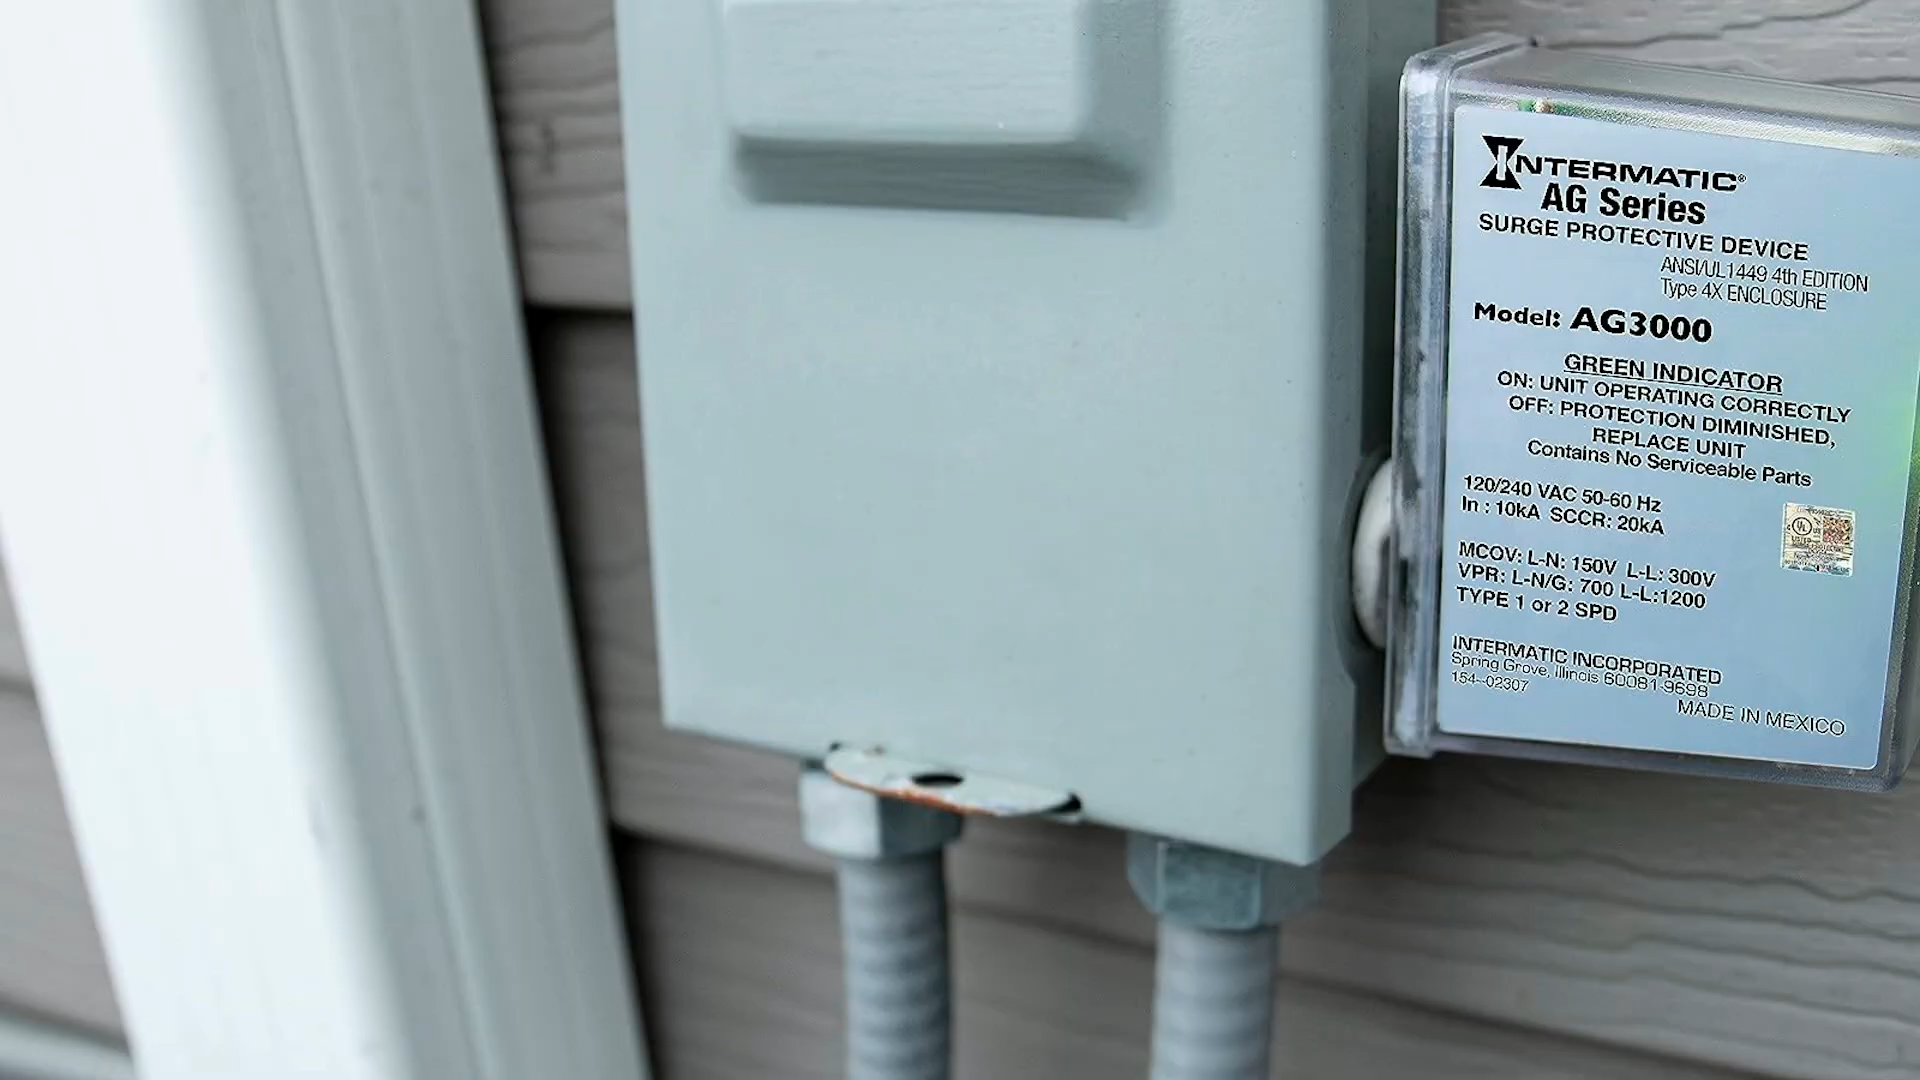 INTERMATIC®
AG Series
SURGE PROTECTIVE DEVICE
ANSI/UL1449 4th EDITION
Type 4X ENCLOSURE
Model: AG3000
GREEN INDICATOR
ON: UNIT OPERATING CORRECTLY
OFF: PROTECTION DIMINISHED,
REPLACE UNIT
Contains No Serviceable Parts
120/240 VAC 50-60 Hz
In : 10kA SCCR: 20kA
UL
MCOV: L-N: 150V L-L: 300V
VPR: L-N/G: 700 L-L:1200
TYPE 1 or 2 SPD
INTERMATIC INCORPORATED
Spring Grove, Illinois 60081-9698
154--02307
MADE IN MEXICO